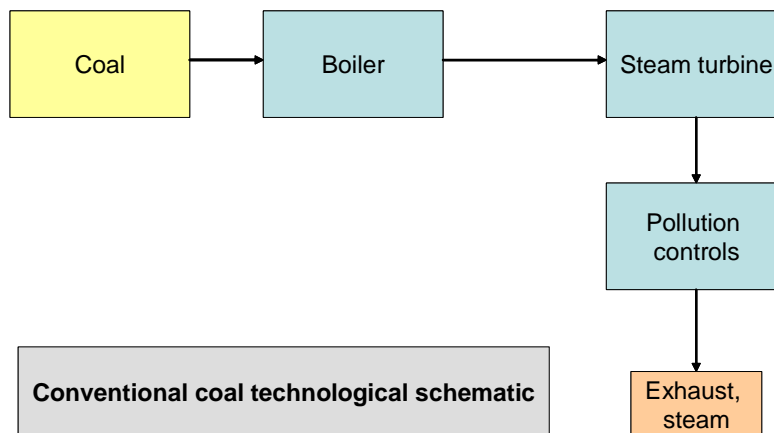 Coal
Boiler
Steam turbine
Pollution
controls
Conventional coal technological schematic
Exhaust,
steam